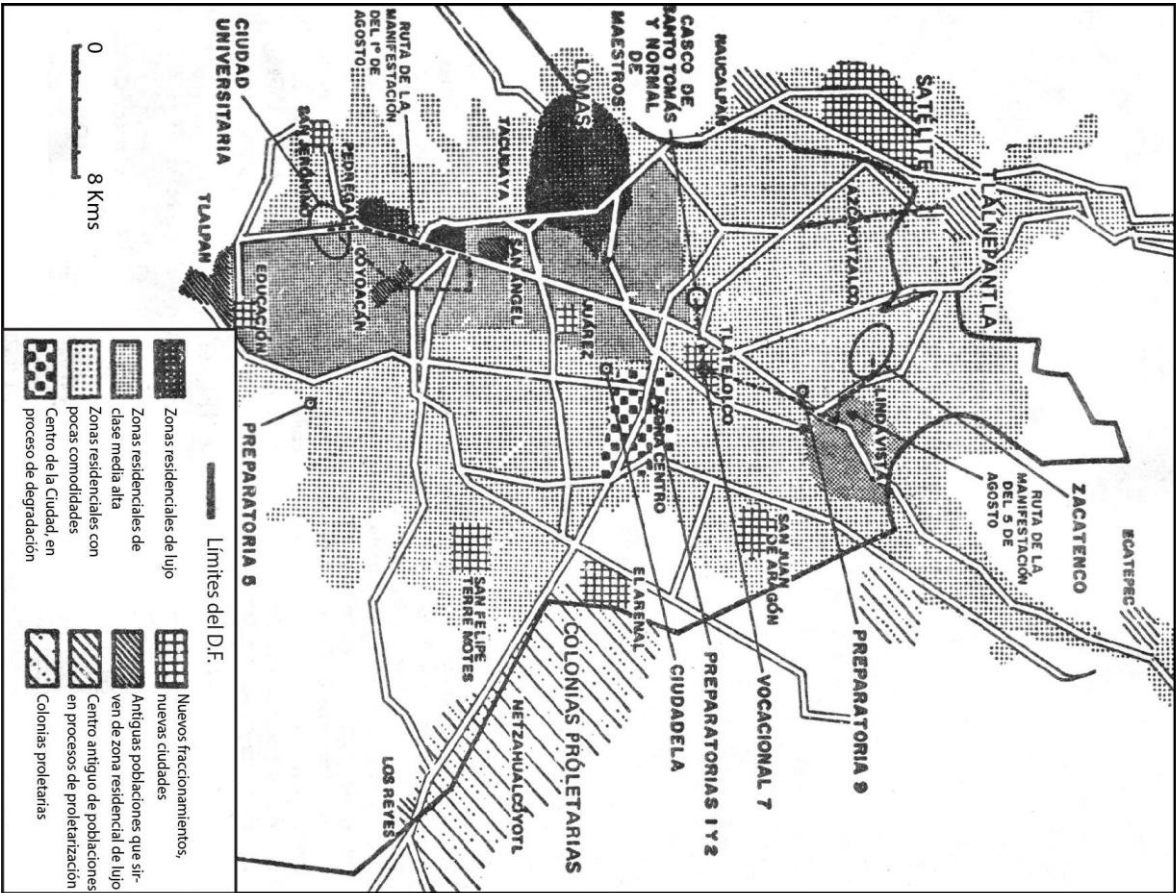 ECATEPEC
ZACATENCO
RUTA DE LA
MANIFESTACIÓN
DEL 5 DE
AGOSTO
TLALNEPANTLA
SATÉLITE
LINDAVISTA
PREPARATORIA 9
AZCAPOTZALCO
SAN JUAN
DE ARAGÓN
VOCACIONAL 7
NAUCALPAN
TLATELOLCO
PREPARATORIAS 1 Y 2
CASCO DE
SANTO TOMÁS
Y NORMAL
DE
MAESTROS
CIUDADELA
ZONA CENTRO
EL ARENAL
LOMAS
JUÁREZ
COLONIAS PRÓLETARIAS
NETZAHUALCÓYOTL
TACUBAYA
SAN ÁNGEL
SAN FELIPE
TERRE MOTES
RUTA DE LA
MANIFESTACIÓN
DEL 1º DE
AGOSTO
COYOACÁN
PEDREGAL
SAN JERÓNIMO
LOS REYES
CIUDAD
UNIVERSITARIA
EDUCACIÓN
TLALPAN
PREPARATORIA 5
0 8 Kms
Límites del D.F.
Zonas residenciales de lujo
Zonas residenciales de
clase media alta
Zonas residenciales con
pocas comodidades
Centro de la Ciudad, en
proceso de degradación
Nuevos fraccionamientos,
nuevas ciudades
Antiguas poblaciones que sir-
ven de zona residencial de lujo
Centro antiguo de poblaciones
en procesos de proletarización
Colonias proletarias